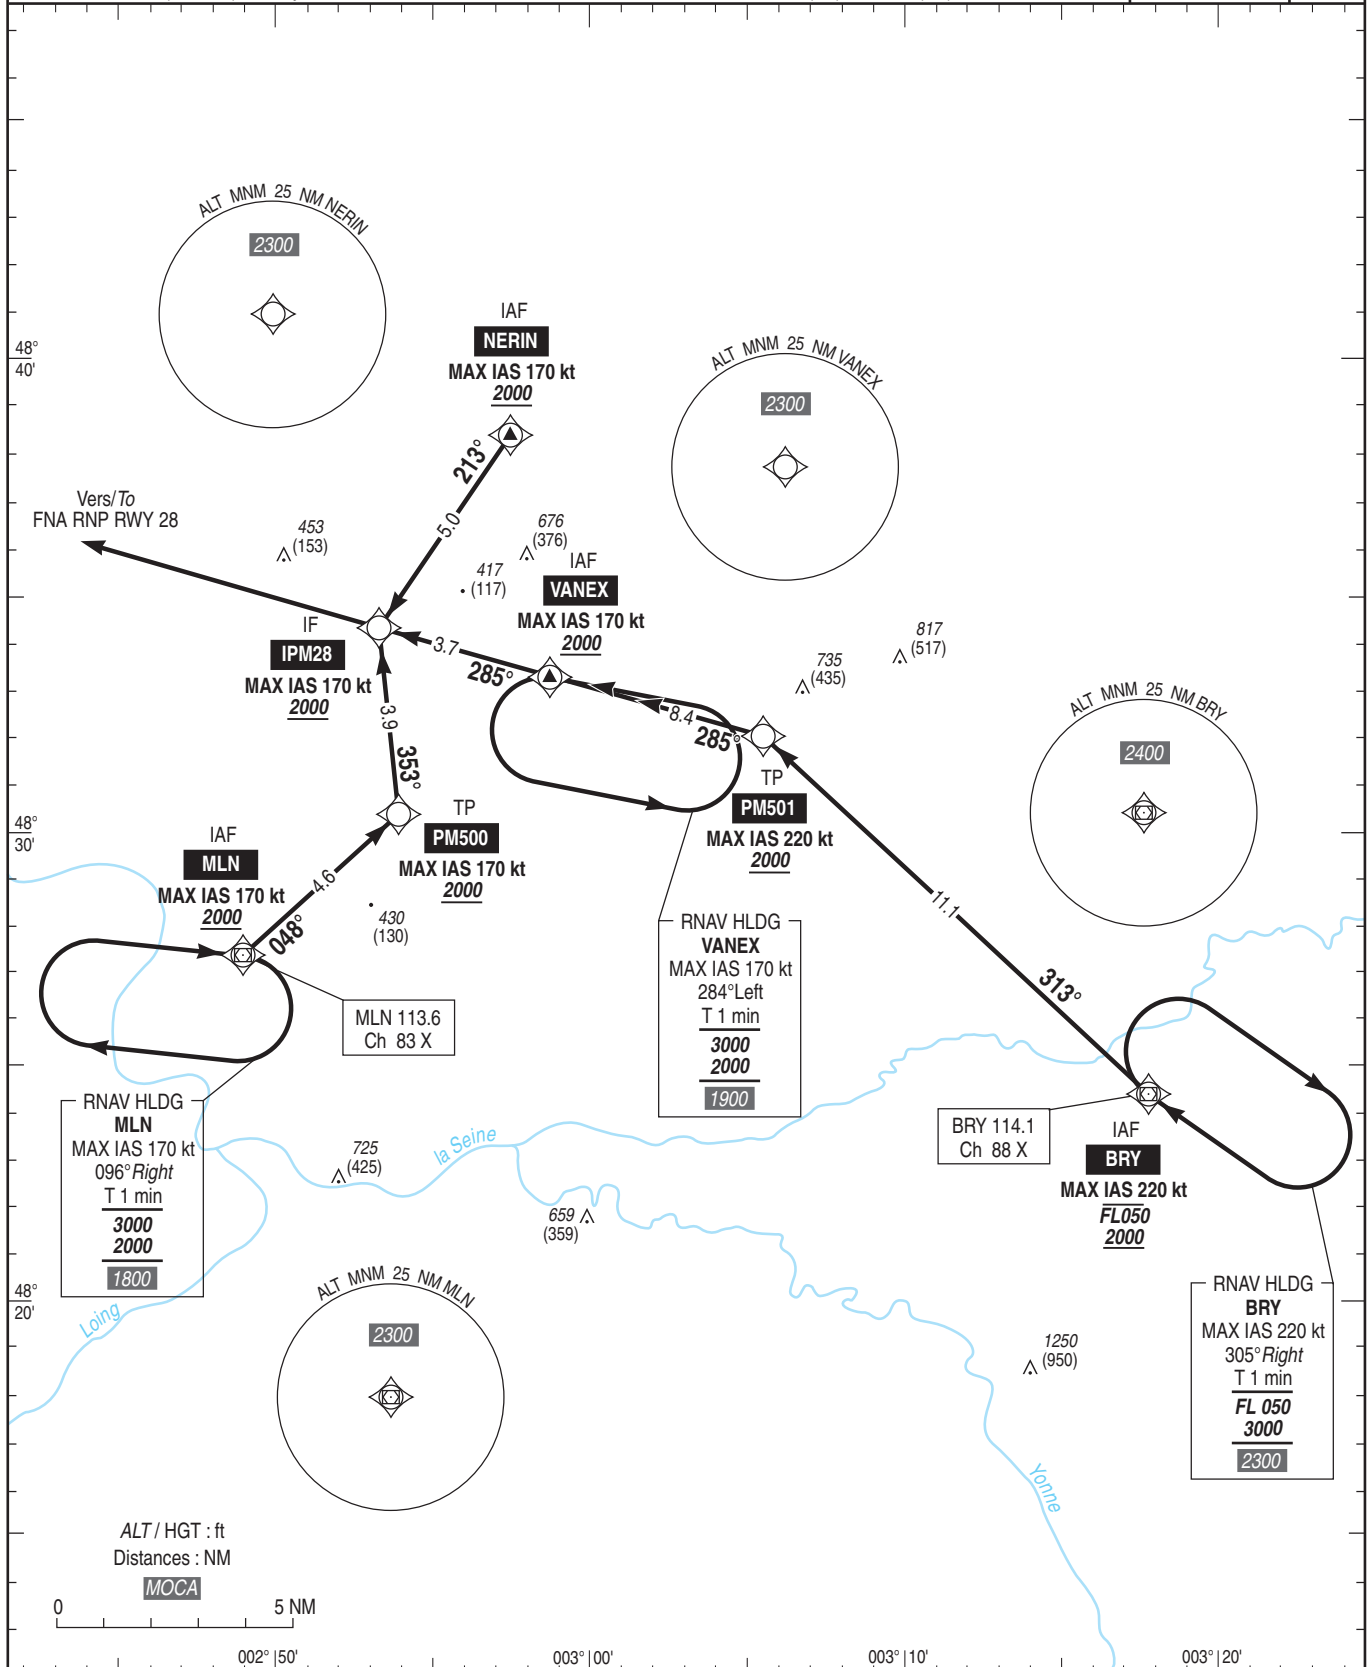 ALT MNM 25 NM NERIN
2300
IAF
NERIN
MAX IAS 170 kt
2000
ALT MNM 25 NM VANEX
2300
48°
40'
213°
5.0
Vers/To
FNA RNP RWY 28
453
(153)
676
(376)
417
(117)
IAF
VANEX
MAX IAS 170 kt
2000
IF
IPM28
MAX IAS 170 kt
2000
3.7
285°
817
(517)
735
(435)
8.4
285°
3.9
353°
ALT MNM 25 NM BRY
2400
TP
PM501
MAX IAS 220 kt
2000
48°
30'
IAF
MLN
MAX IAS 170 kt
2000
TP
PM500
MAX IAS 170 kt
2000
4.6
048°
430
(130)
11.1
313°
RNAV HLDG
VANEX
MAX IAS 170 kt
284°Left
T 1 min
3000
2000
1900
MLN 113.6
Ch 83 X
RNAV HLDG
MLN
MAX IAS 170 kt
096°Right
T 1 min
3000
2000
1800
BRY 114.1
Ch 88 X
IAF
BRY
MAX IAS 220 kt
FL050
2000
725
(425)
la Seine
659
(359)
48°
20'
Loing
ALT MNM 25 NM MLN
2300
RNAV HLDG
BRY
MAX IAS 220 kt
305°Right
T 1 min
FL 050
3000
2300
1250
(950)
Yonne
ALT / HGT : ft
Distances : NM
MOCA
0 5 NM
002° 50' 003° 00' 003° 10' 003° 20'